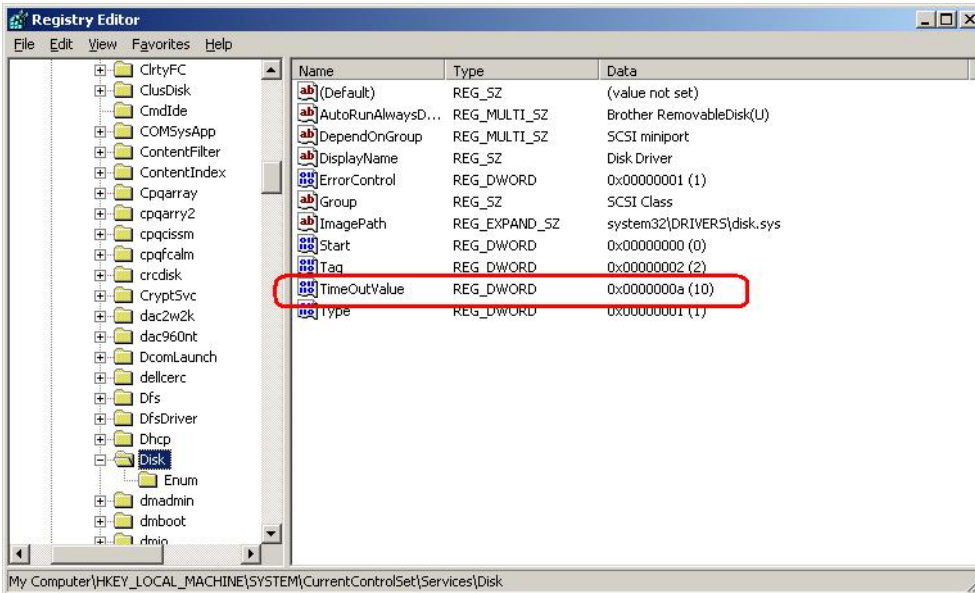 Registry Editor
File Edit View Favorites Help
ClrtyFC
ClusDisk
CmdIde
COMSysApp
ContentFilter
ContentIndex
Cpqarray
cpqarry2
cpqcissm
cpqfcalm
crcdisk
CryptSvc
dac2w2k
dac960nt
DcomLaunch
dellcerc
Dfs
DfsDriver
Dhcp
Disk
Enum
dmadmin
dmboot
dmio
Name Type Data
(Default) REG_SZ (value not set)
AutoRunAlwaysD... REG_MULTI_SZ Brother RemovableDisk(U)
DependOnGroup REG_MULTI_SZ SCSI miniport
DisplayName REG_SZ Disk Driver
ErrorControl REG_DWORD 0x00000001 (1)
Group REG_SZ SCSI Class
ImagePath REG_EXPAND_SZ system32\DRIVERS\disk.sys
Start REG_DWORD 0x00000000 (0)
Tag REG_DWORD 0x00000002 (2)
TimeOutValue REG_DWORD 0x0000000a (10)
Type REG_DWORD 0x00000001 (1)
My Computer\HKEY_LOCAL_MACHINE\SYSTEM\CurrentControlSet\Services\Disk